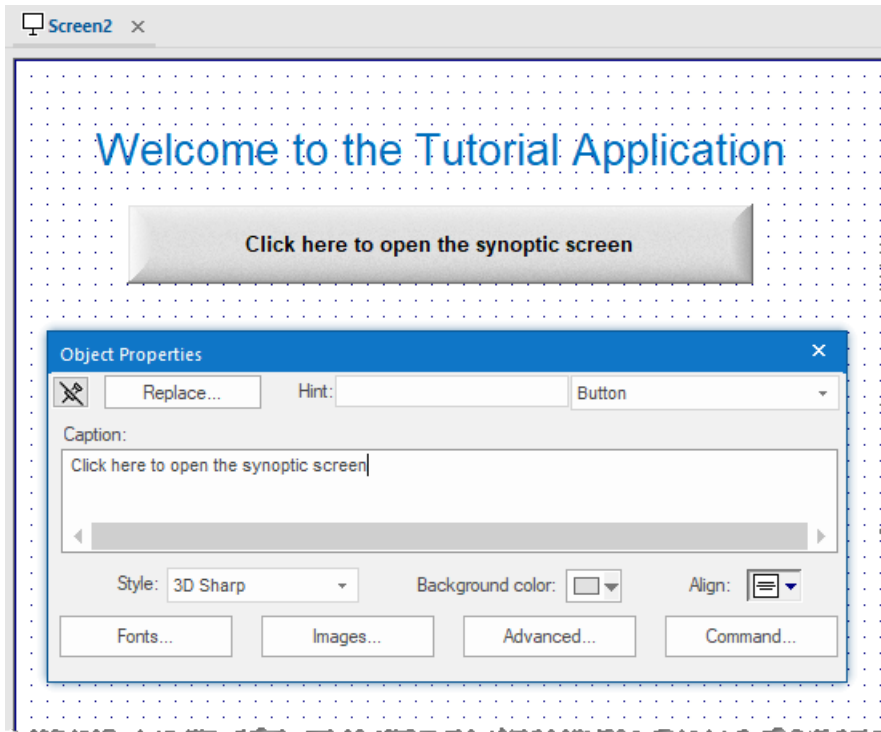 Screen2
Welcome to the Tutorial Application
Click here to open the synoptic screen
Object Properties
Replace... Hint: Button
Caption:
Click here to open the synoptic screen
Style: 3D Sharp Background color: Align:
Fonts... Images... Advanced... Command...